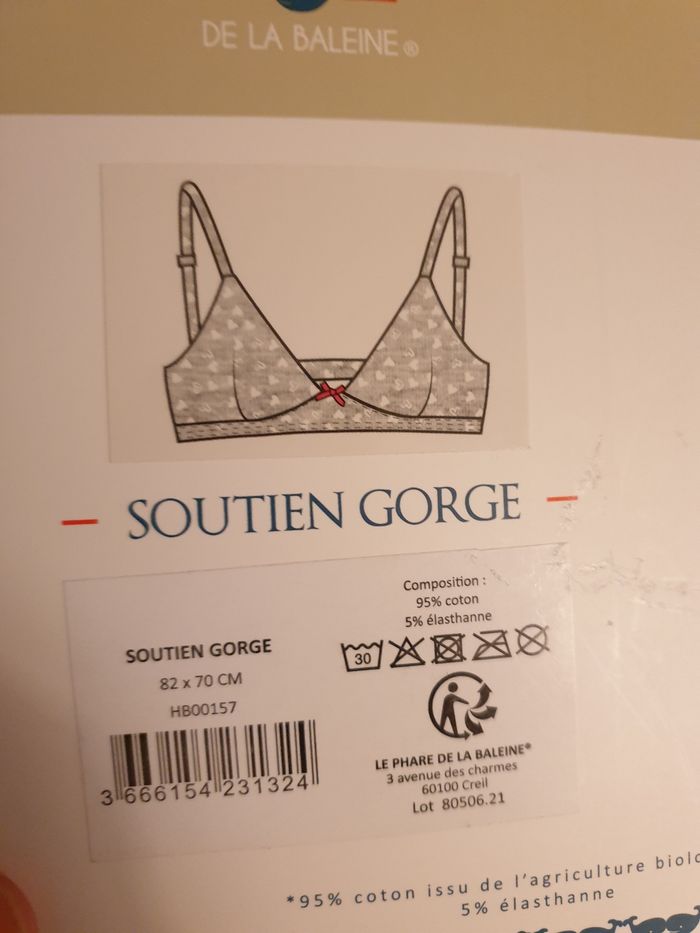 DE LA BALEINE®
SOUTIEN GORGE
SOUTIEN GORGE
82 x 70 CM
HB00157
3 666154 231324
Composition :
95% coton
5% élasthanne
30
LE PHARE DE LA BALEINE®
3 avenue des charmes
60100 Creil
Lot 80506.21
*95% coton issu de l'agriculture
5% élasthanne